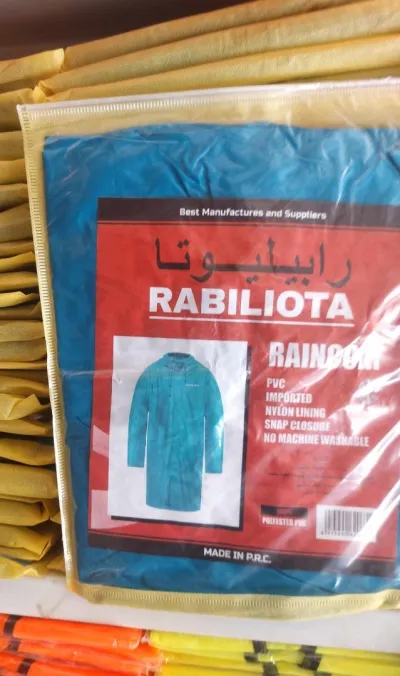 Best Manufactures and Suppliers
رابيليوتا
RABILIOTA
RAINCOAT
PVC
IMPORTED
NYLON LINING
SNAP CLOSURE
NO MACHINE WASHABLE
POLYESTER PVC
MADE IN P.R.C.